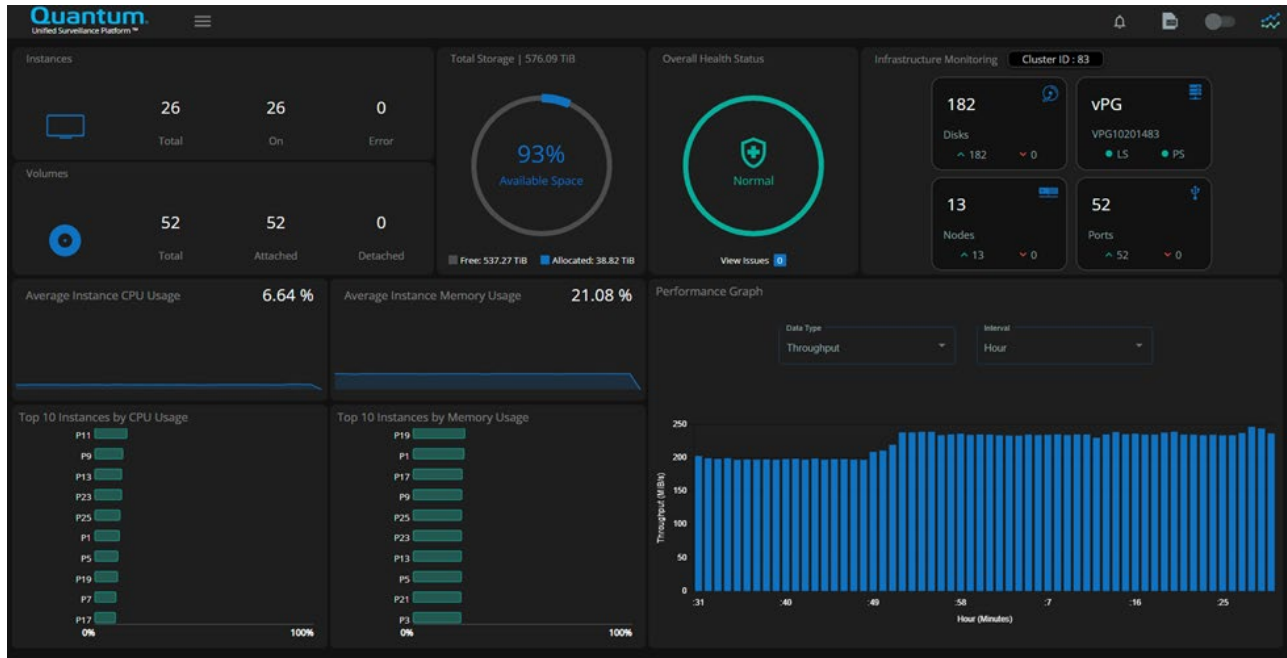 Quantum.
Unified Surveillance Platform ™
Instances
26 26 0
Total On Error
Volumes
52 52 0
Total Attached Detached
Total Storage | 576.09 TiB
93%
Available Space
Free: 537.27 TiB Allocated: 38.82 TiB
Overall Health Status
Normal
View Issues 0
Infrastructure Monitoring Cluster ID : 83
182
Disks
182 0
vPG
VPG10201483
LS PS
13
Nodes
13 0
52
Ports
52 0
Average Instance CPU Usage 6.64 %
Average Instance Memory Usage 21.08 %
Top 10 Instances by CPU Usage
P11
P9
P13
P23
P25
P1
P5
P19
P7
P17
0% 100%
Top 10 Instances by Memory Usage
P19
P1
P17
P9
P25
P23
P13
P5
P21
P3
0% 100%
Performance Graph
Data Type
Throughput
Interval
Hour
Throughput (MiB/s)
250
200
150
100
50
0
:31 :40 :49 :58 :7 :16 :25
Hour (Minutes)